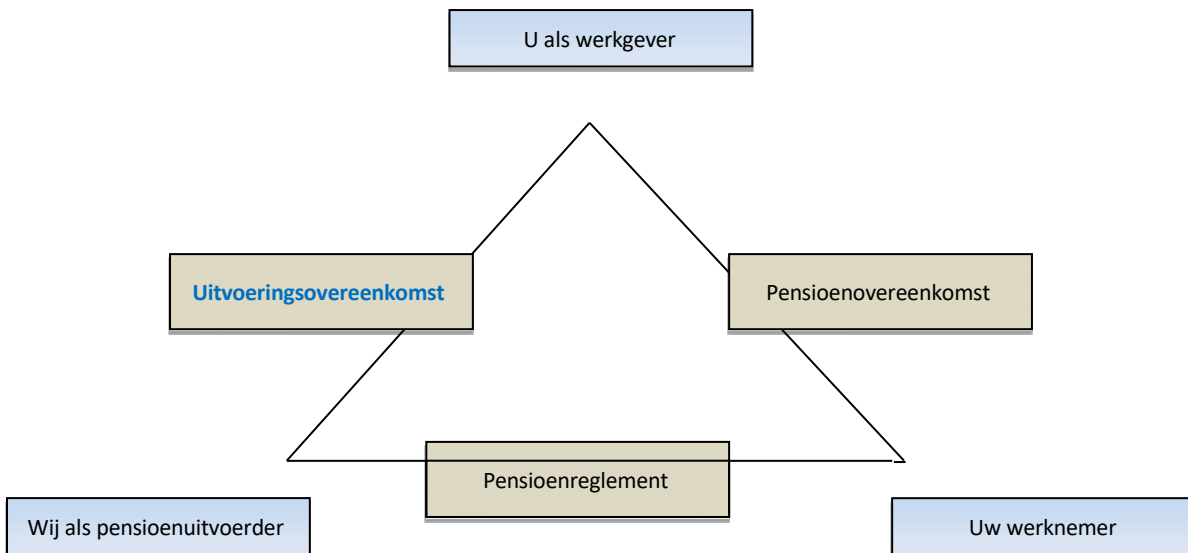 U als werkgever
Uitvoeringsovereenkomst
Pensioenovereenkomst
Pensioenreglement
Wij als pensioenuitvoerder
Uw werknemer